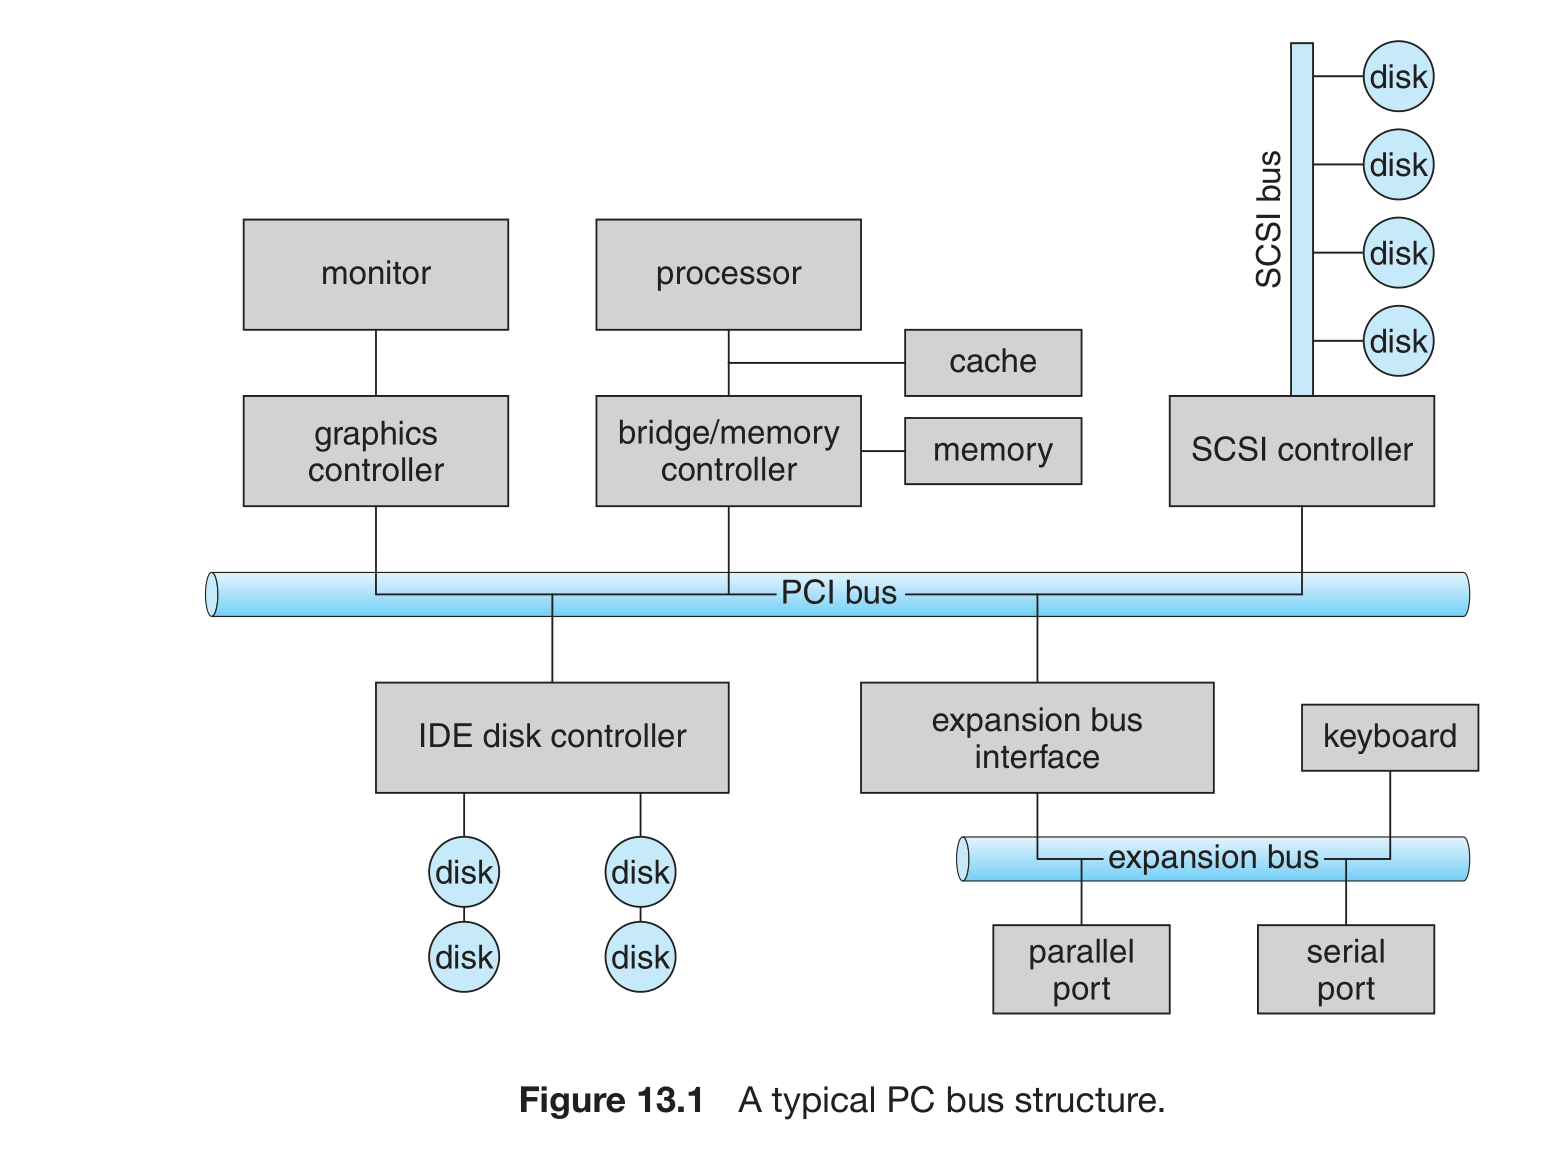 disk
disk
SCSI bus
disk
disk
monitor
processor
cache
graphics
controller
bridge/memory
controller
memory
SCSI controller
PCI bus
IDE disk controller
expansion bus
interface
keyboard
expansion bus
disk
disk
disk
disk
parallel
port
serial
port
Figure 13.1 A typical PC bus structure.